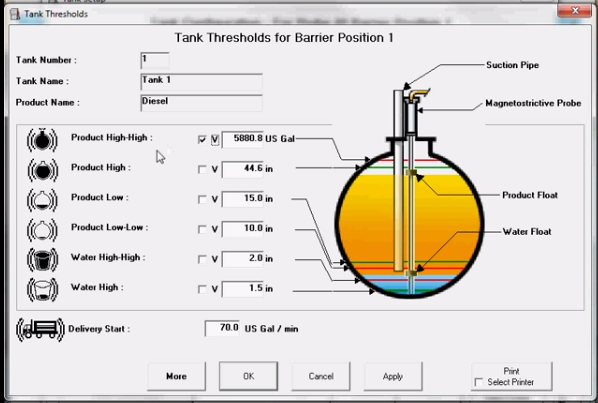 Tank Thresholds
Tank Thresholds for Barrier Position 1
Tank Number : 1
Tank Name : Tank 1
Product Name : Diesel
Suction Pipe
Magnetostrictive Probe
Product High-High : V 5880.8 US Gal
Product High : V 44.6 in
Product Low : V 15.0 in
Product Float
Product Low-Low : V 10.0 in
Water Float
Water High-High : V 2.0 in
Water High : V 1.5 in
Delivery Start : 70.0 US Gal / min
More
OK
Cancel
Apply
Print
Select Printer